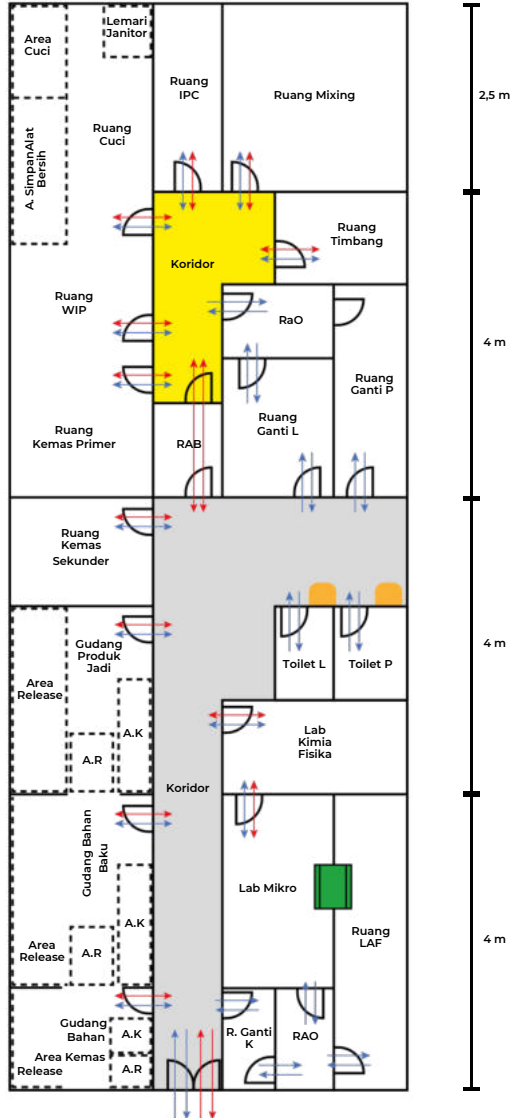 Area
Cuci
Lemari
Janitor
Ruang
IPC
Ruang Mixing
2,5 m
Ruang
Cuci
A. SimpanAlat
Bersih
Koridor
Ruang
Timbang
Ruang
WIP
RaO
4 m
Ruang
Ganti P
Ruang
Ganti L
Ruang
Kemas Primer
RAB
Ruang
Kemas
Sekunder
Gudang
Produk
Jadi
Toilet L
Toilet P
4 m
Area
Release
A.K
A.R
Lab
Kimia
Fisika
Koridor
Gudang Bahan
Baku
Lab Mikro
A.K
Ruang
LAF
4 m
Area
Release
A.R
Gudang
Bahan
A.K
R. Ganti
K
RAO
Area Kemas
Release
A.R